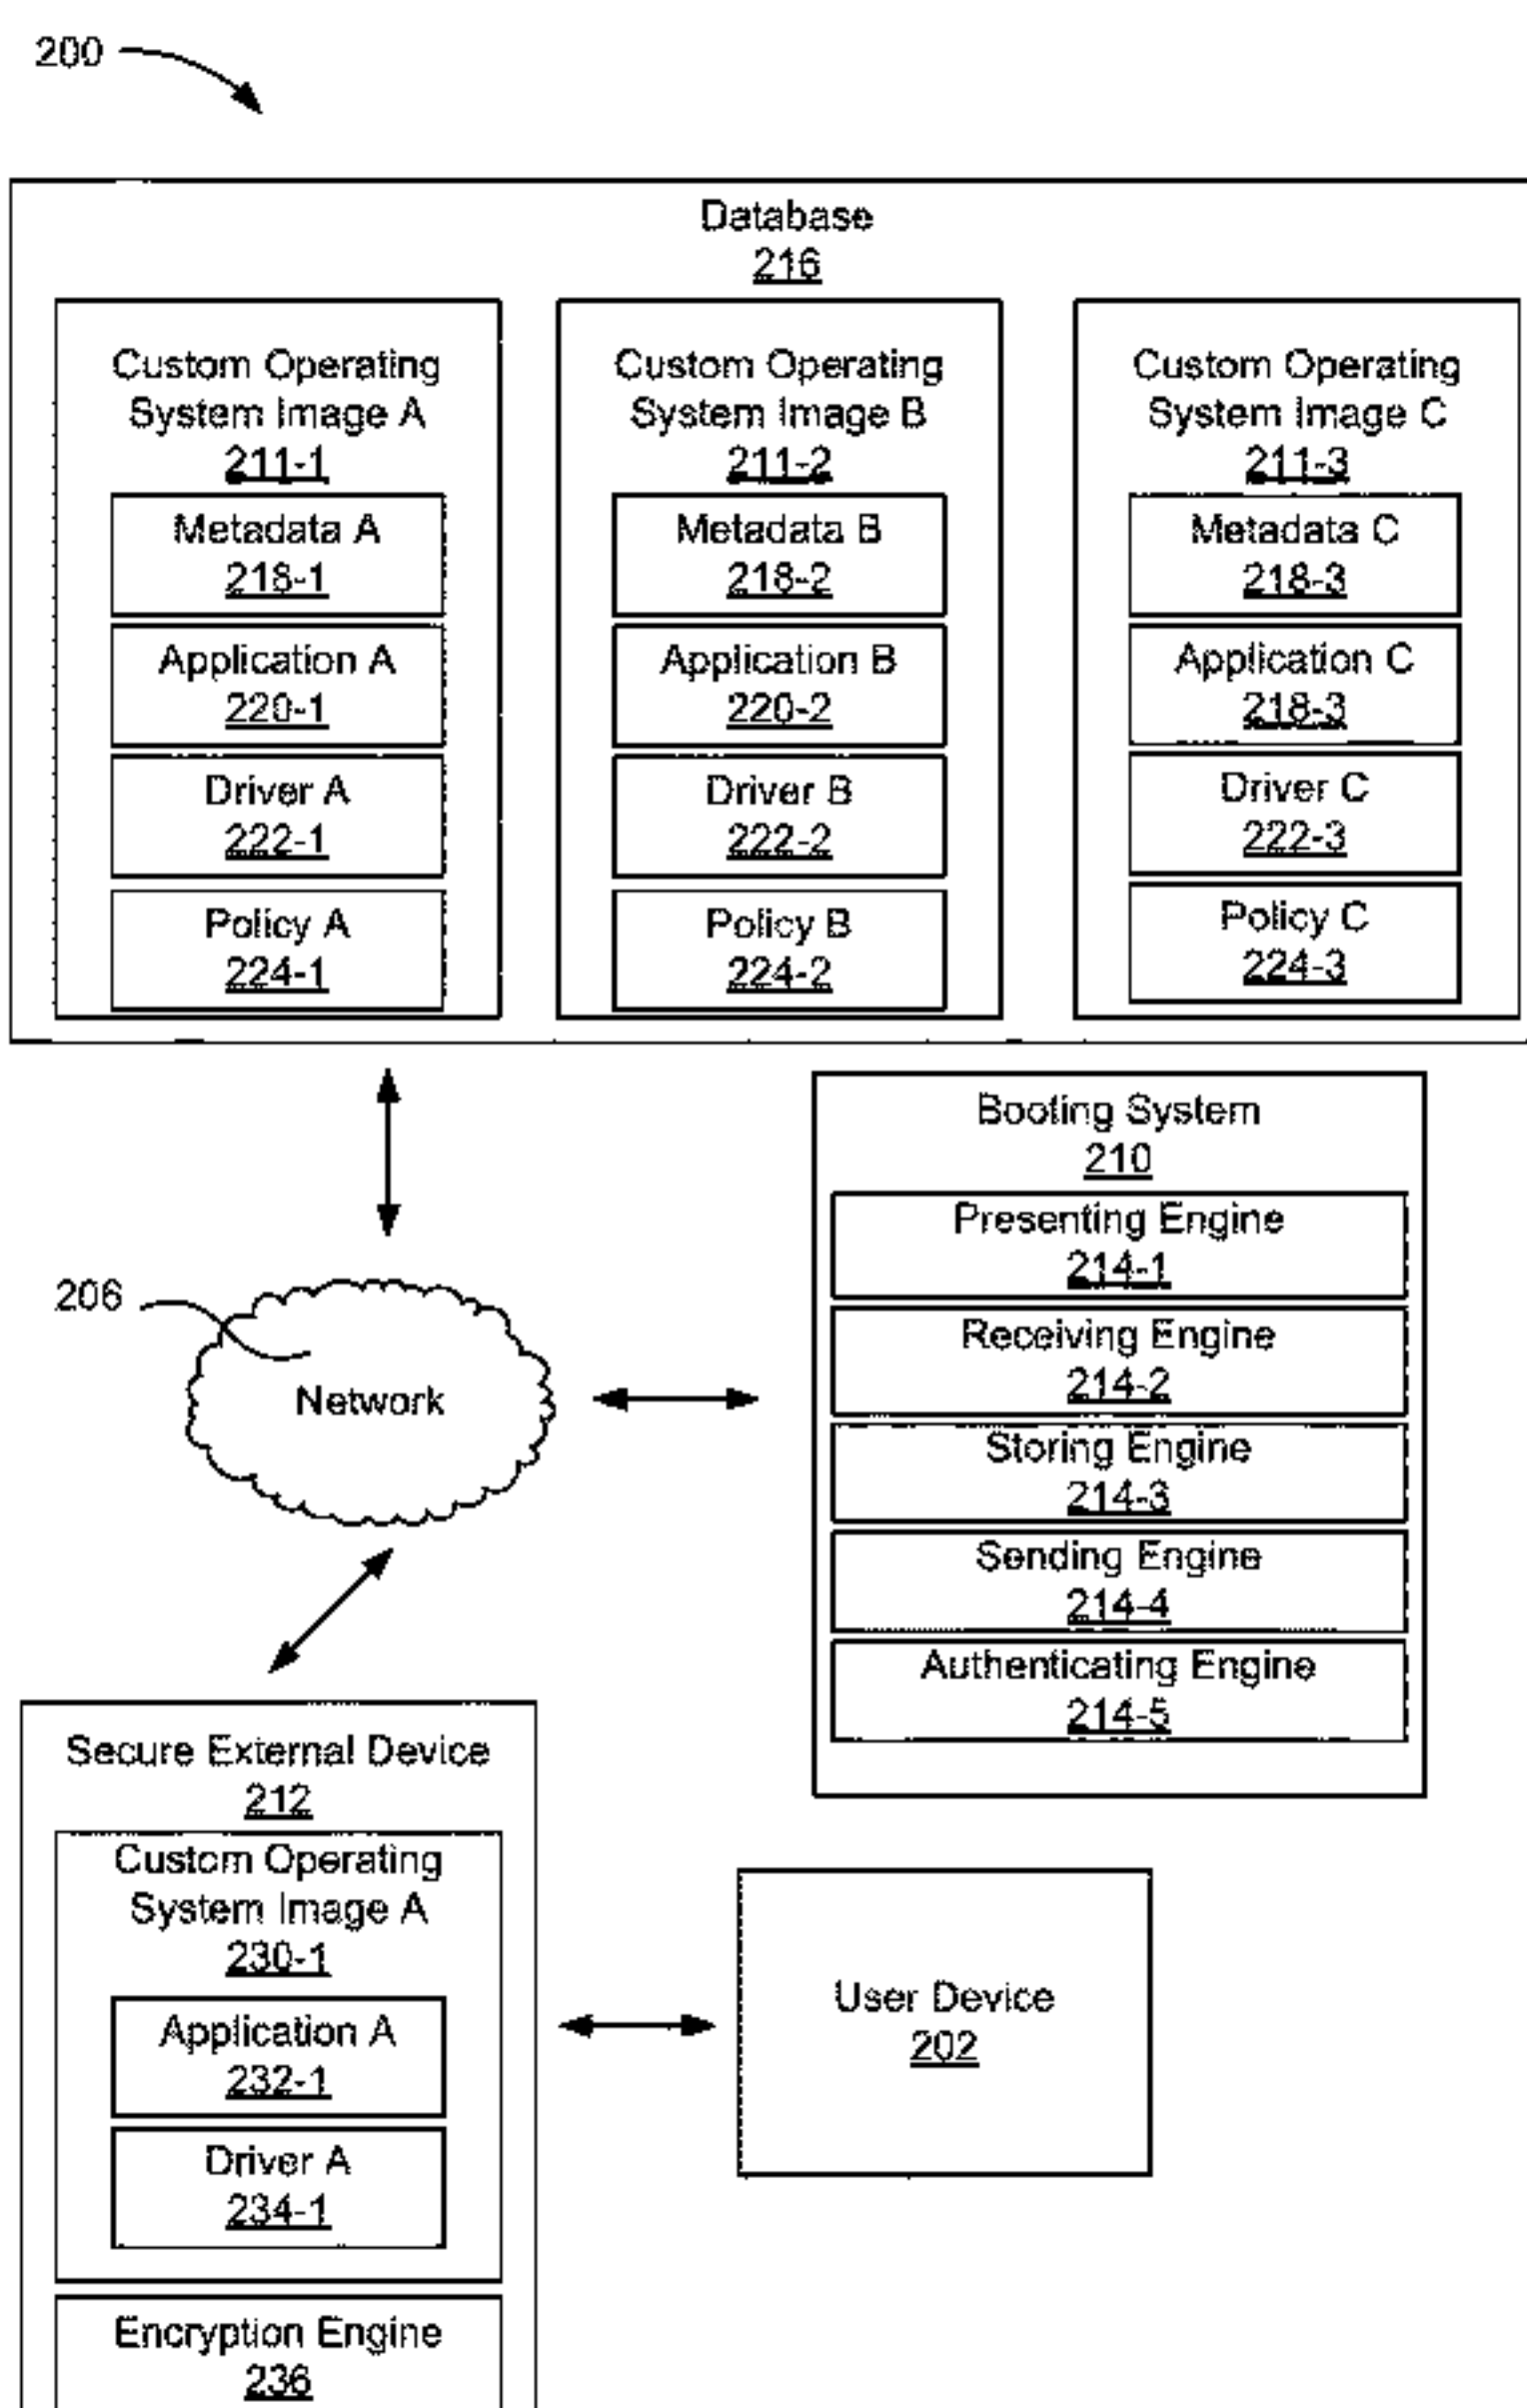 200
Database
216
Custom Operating
System Image A
211-1
Metadata A
218-1
Application A
220-1
Driver A
222-1
Policy A
224-1
Custom Operating
System Image B
211-2
Metadata B
218-2
Application B
220-2
Driver B
222-2
Policy B
224-2
Custom Operating
System Image C
211-3
Metadata C
218-3
Application C
218-3
Driver C
222-3
Policy C
224-3
Booting System
210
Presenting Engine
214-1
Receiving Engine
214-2
Storing Engine
214-3
Sending Engine
214-4
Authenticating Engine
214-5
206
Network
Secure External Device
212
Custom Operating
System Image A
230-1
Application A
232-1
Driver A
234-1
Encryption Engine
236
User Device
202